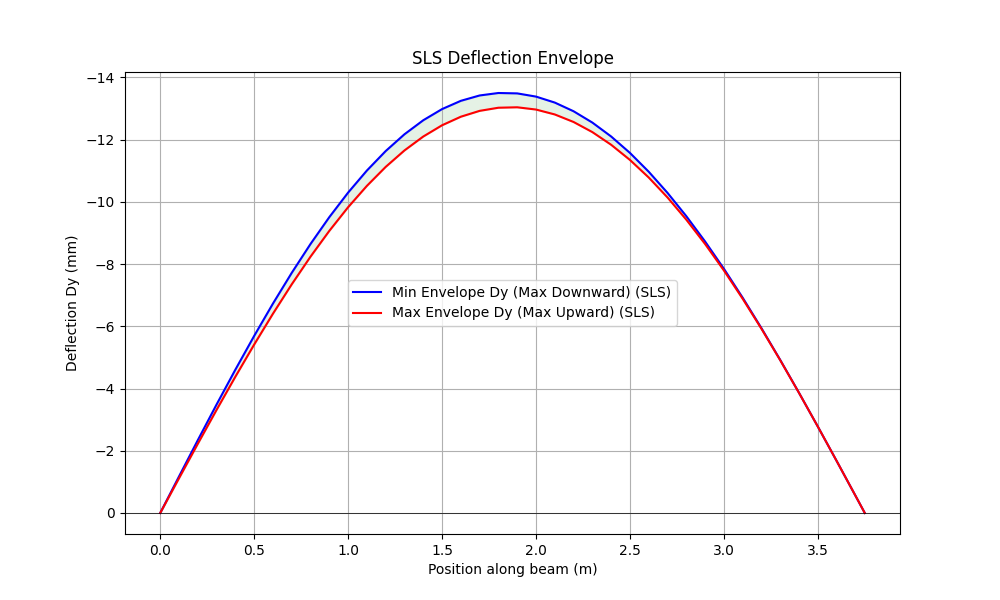 SLS Deflection Envelope
−14
−12
−10
−8
−6
−4
−2
0
Deflection Dy (mm)
Min Envelope Dy (Max Downward) (SLS)
Max Envelope Dy (Max Upward) (SLS)
0.0 0.5 1.0 1.5 2.0 2.5 3.0 3.5
Position along beam (m)